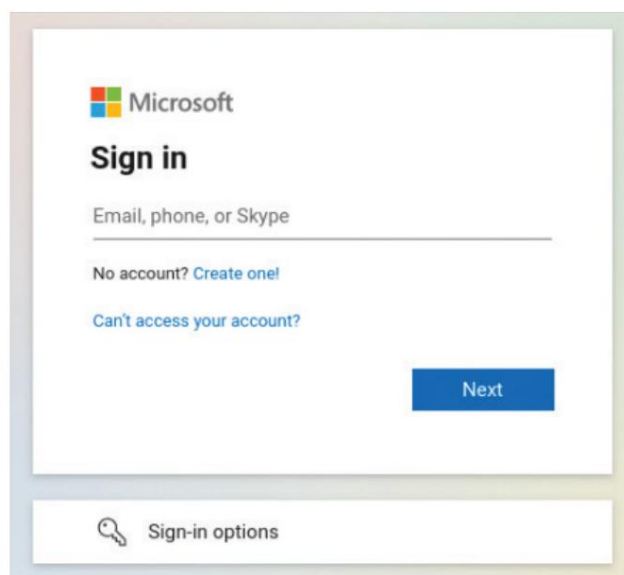 Microsoft
Sign in
Email, phone, or Skype
No account? Create one!
Can't access your account?
Next
Sign-in options